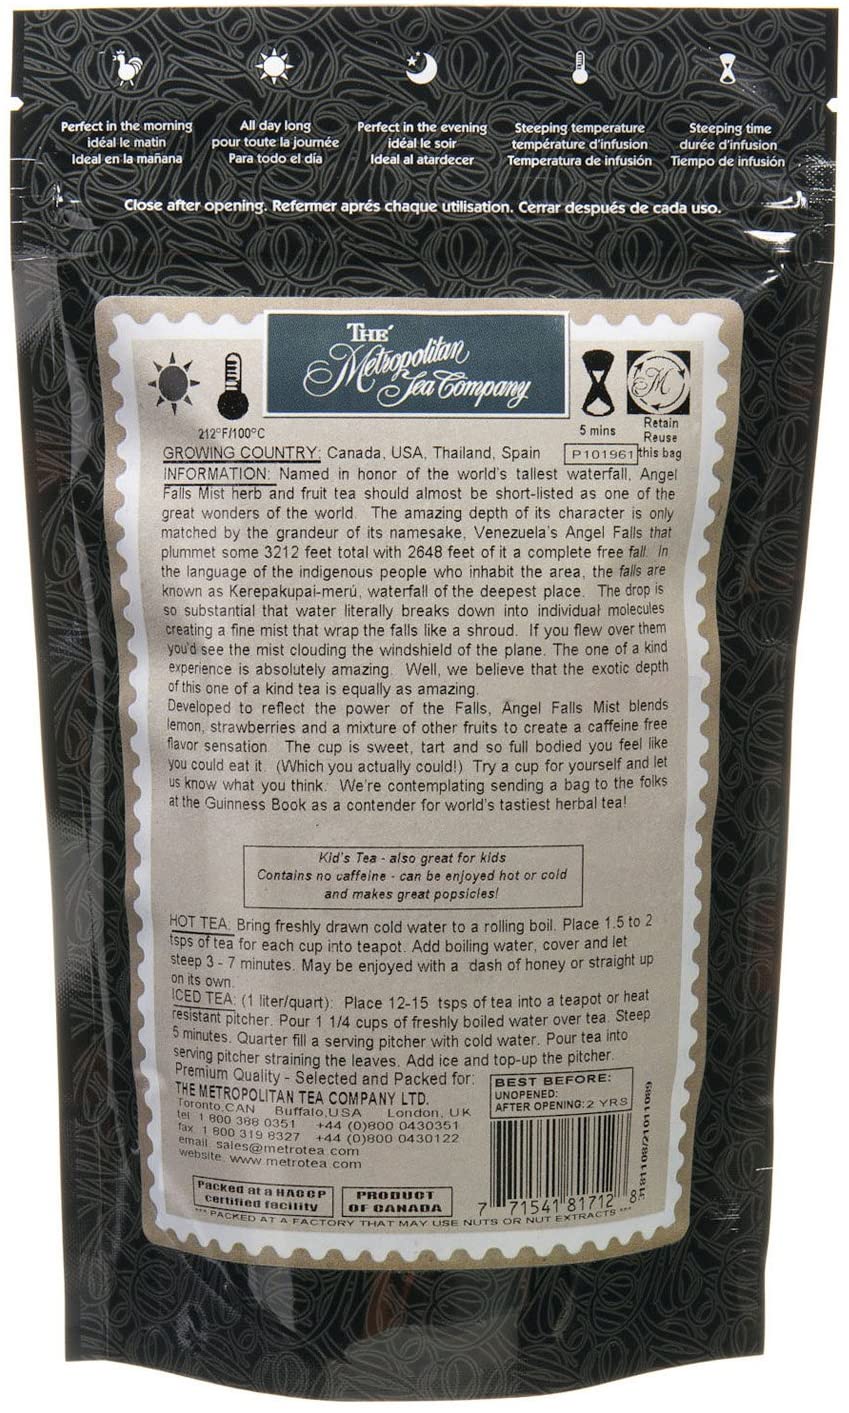 Perfect in the morning
idéal le matin
Ideal en la mañana
All day long
pour toute la journée
Para todo el día
Perfect in the evening
idéal le soir
Ideal al atardecer
Steeping temperature
température d'infusion
Temperatura de infusión
Steeping time
durée d'infusion
Tiempo de infusión
Close after opening. Refermer aprés chaque utilisation. Cerrar después de cada uso.
THE
Metropolitan
Tea Company
212°F/100°C
5 mins
M
Retain
Reuse
this bag
GROWING COUNTRY: Canada, USA, Thailand, Spain
P101961
INFORMATION: Named in honor of the world's tallest waterfall, Angel
Falls Mist herb and fruit tea should almost be short-listed as one of the
great wonders of the world. The amazing depth of its character is only
matched by the grandeur of its namesake, Venezuela's Angel Falls that
plummet some 3212 feet total with 2648 feet of it a complete free fall. In
the language of the indigenous people who inhabit the area, the falls are
known as Kerepakupai-merú, waterfall of the deepest place. The drop is
so substantial that water literally breaks down into individual molecules
creating a fine mist that wrap the falls like a shroud. If you flew over them
you'd see the mist clouding the windshield of the plane. The one of a kind
experience is absolutely amazing. Well, we believe that the exotic depth
of this one of a kind tea is equally as amazing.
Developed to reflect the power of the Falls, Angel Falls Mist blends
lemon, strawberries and a mixture of other fruits to create a caffeine free
flavor sensation. The cup is sweet, tart and so full bodied you feel like
you could eat it. (Which you actually could!) Try a cup for yourself and let
us know what you think. We're contemplating sending a bag to the folks
at the Guinness Book as a contender for world's tastiest herbal tea!
Kid's Tea - also great for kids
Contains no caffeine - can be enjoyed hot or cold
and makes great popsicles!
HOT TEA: Bring freshly drawn cold water to a rolling boil. Place 1.5 to 2
tsps of tea for each cup into teapot. Add boiling water, cover and let
steep 3 - 7 minutes. May be enjoyed with a dash of honey or straight up
on its own.
ICED TEA: (1 liter/quart): Place 12-15 tsps of tea into a teapot or heat
resistant pitcher. Pour 1 1/4 cups of freshly boiled water over tea. Steep
5 minutes. Quarter fill a serving pitcher with cold water. Pour tea into
serving pitcher straining the leaves. Add ice and top-up the pitcher.
Premium Quality - Selected and Packed for:
THE METROPOLITAN TEA COMPANY LTD.
Toronto,CAN Buffalo,USA London, UK
tel 1 800 388 0351 +44 (0)800 0430351
fax 1 800 319 8327 +44 (0)800 0430122
email sales@metrotea.com
website www.metrotea.com
BEST BEFORE:
UNOPENED:
AFTER OPENING: 2 YRS
7 71541 81712 8
Packed at a HACCP
certified facility
PRODUCT
OF CANADA
*** PACKED AT A FACTORY THAT MAY USE NUTS OR NUT EXTRACTS ***